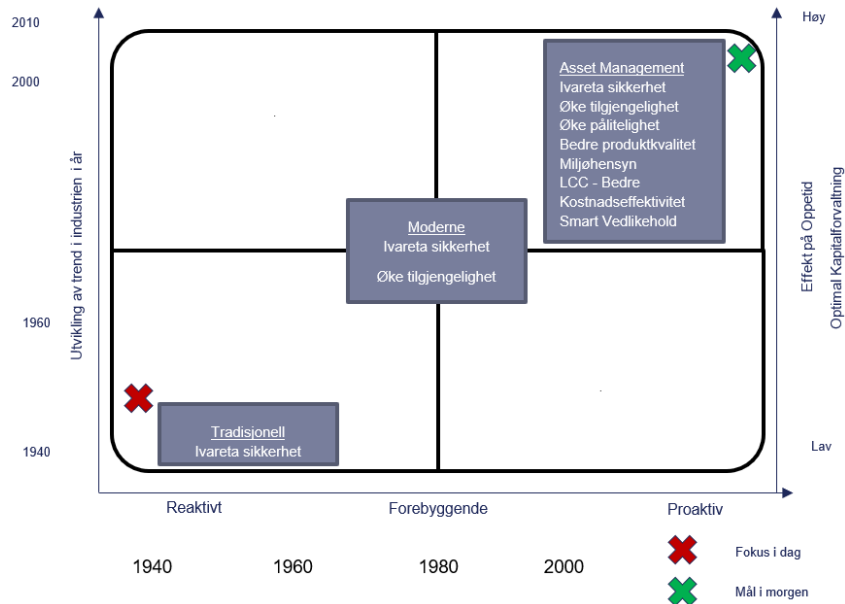 2010
2000
1960
1940
Utvikling av trend i industrien i år
Asset Management
Ivareta sikkerhet
Øke tilgjengelighet
Øke pålitelighet
Bedre produktkvalitet
Miljøhensyn
LCC - Bedre
Kostnadseffektivitet
Smart Vedlikehold
Moderne
Ivareta sikkerhet
Øke tilgjengelighet
Tradisjonell
Ivareta sikkerhet
Høy
Effekt på Oppetid
Optimal Kapitalforvaltning
Lav
Reaktivt
Forebyggende
Proaktiv
1940
1960
1980
2000
Fokus i dag
Mål i morgen